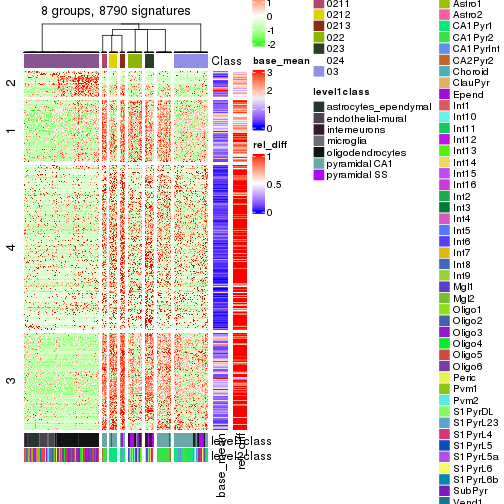 8 groups, 8790 signatures
Class
2
1
4
3
level1class
level2class
base_mean
rel_diff
1
0
-1
-2
base_mean
3
2
1
0
rel_diff
1
0.5
0
0211
0212
0213
022
023
024
03
level1class
astrocytes_ependymal
endothelial-mural
interneurons
microglia
oligodendrocytes
pyramidal CA1
pyramidal SS
Astro1
Astro2
CA1Pyr1
CA1Pyr2
CA1PyrInt
CA2Pyr2
Choroid
ClauPyr
Epend
Int1
Int10
Int11
Int12
Int13
Int14
Int15
Int16
Int2
Int3
Int4
Int5
Int6
Int7
Int8
Int9
Mgl1
Mgl2
Oligo1
Oligo2
Oligo3
Oligo4
Oligo5
Oligo6
Peric
Pvm1
Pvm2
S1PyrDL
S1PyrL23
S1PyrL4
S1PyrL5
S1PyrL5a
S1PyrL6
S1PyrL6b
SubPyr
Vend1